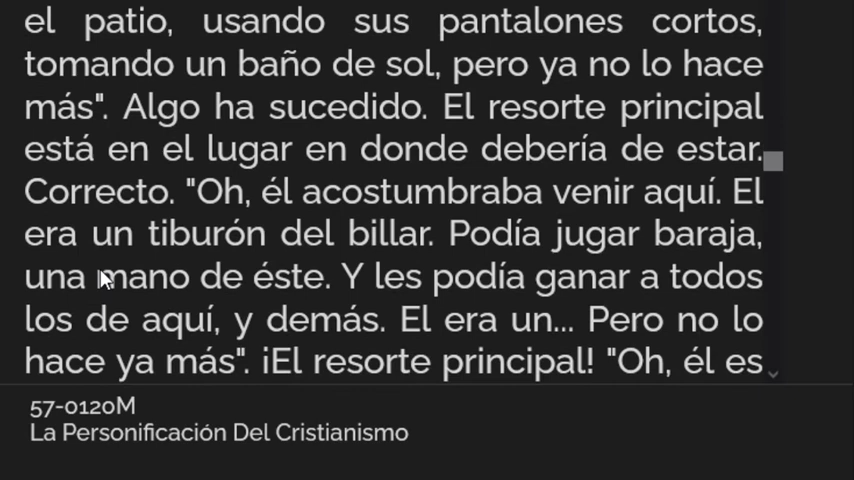 el patio, usando sus pantalones cortos,
tomando un baño de sol, pero ya no lo hace
más". Algo ha sucedido. El resorte principal
está en el lugar en donde debería de estar.
Correcto. "Oh, él acostumbraba venir aquí. El
era un tiburón del billar. Podía jugar baraja,
una mano de éste. Y les podía ganar a todos
los de aquí, y demás. El era un... Pero no lo
hace ya más". ¡El resorte principal! "Oh, él es
57-0120M
La Personificación Del Cristianismo